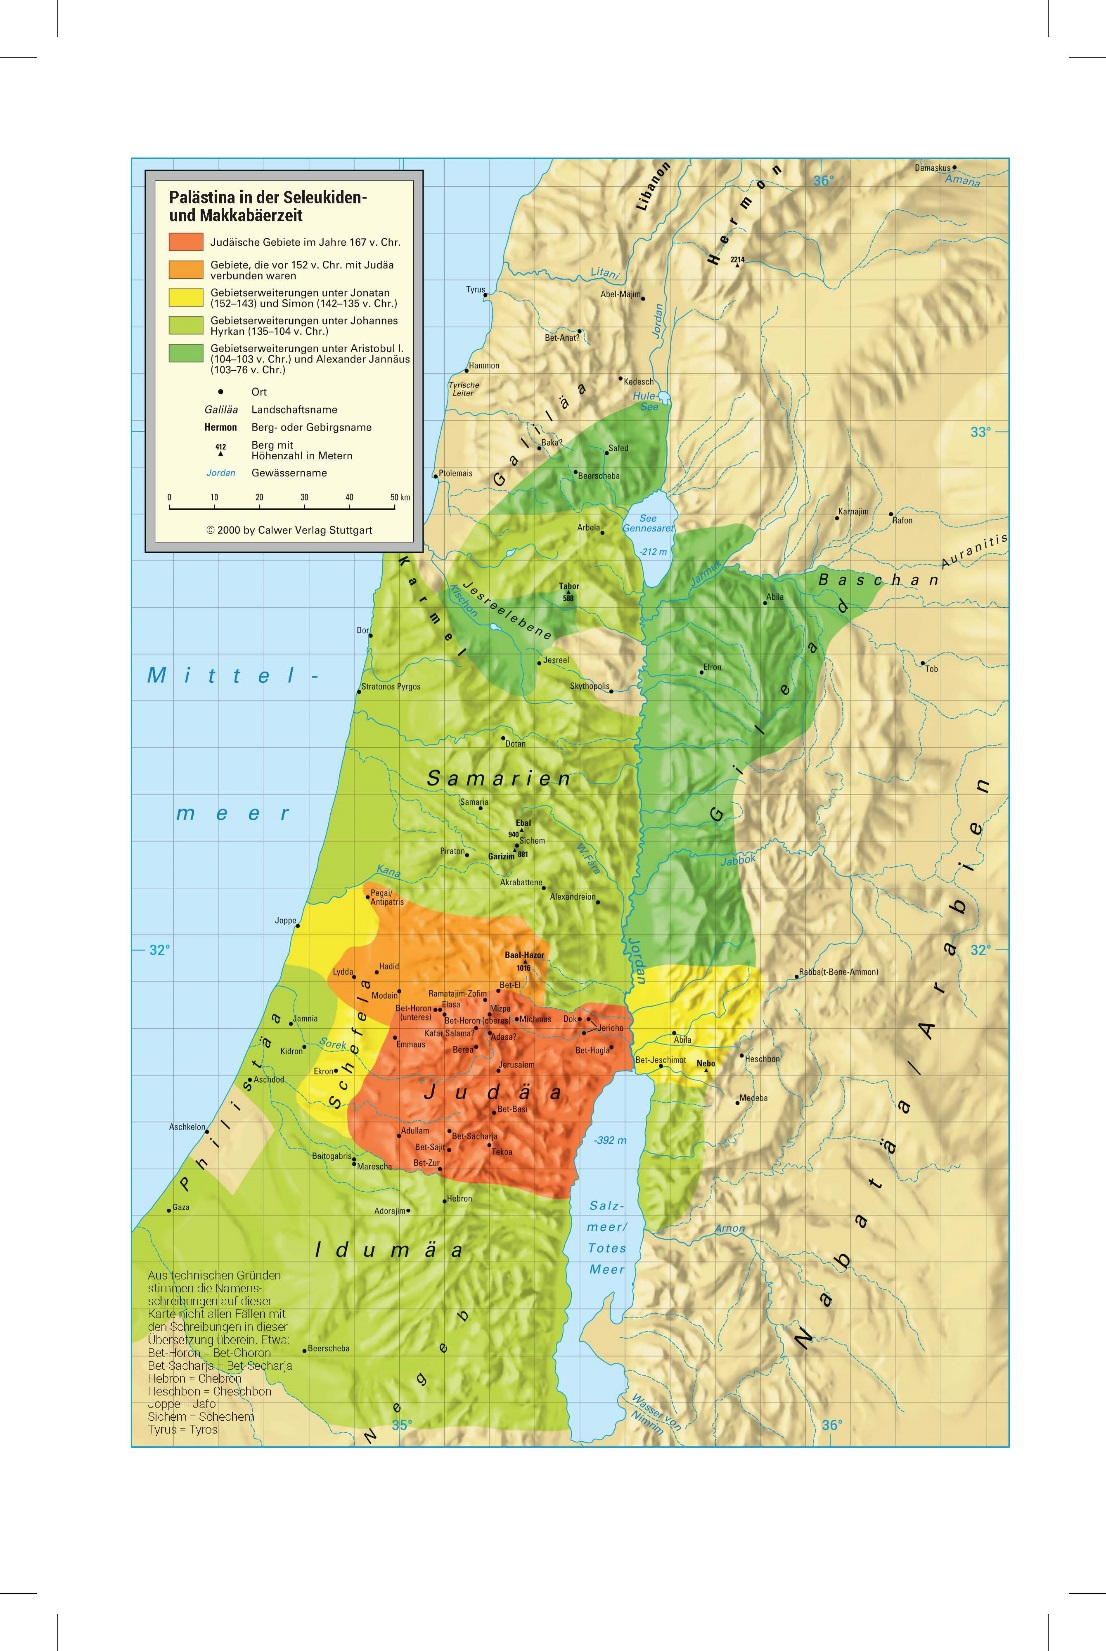 Palästina in der Seleukiden-
und Makkabäerzeit
Judäische Gebiete im Jahre 167 v. Chr.
Gebiete, die vor 152 v. Chr. mit Judäa
verbunden waren
Gebietserweiterungen unter Jonatan
(152–143) und Simon (142–135 v. Chr.)
Gebietserweiterungen unter Johannes
Hyrkan (135–104 v. Chr.)
Gebietserweiterungen unter Aristobul I.
(104–103 v. Chr.) und Alexander Jannäus
(103–76 v. Chr.)
Ort
Galiläa Landschaftsname
Hermon Berg- oder Gebirgsname
412 Berg mit
Höhenzahl in Metern
Jordan Gewässername
0 10 20 30 40 50 km
© 2000 by Calwer Verlag Stuttgart
Libanon
Hermon
2214
36°
Damaskus
Amana
Litani
Tyrus
Abel-Majim
Jordan
Bet-Anat?
Rammon
Tyrische
Leiter
Kedesch
Hule-
See
Galiläa
33°
Baka?
Safed
Ptolemais
Beerscheba
Karnajim
Rafon
Arbela
See
Gennesaret
-212 m
Auranitis
Karmel
Kischon
Jesreelebene
Tabor
588
Jarmuk
Baschan
Abila
Dor
Jesreel
Efron
Tob
Stratonos Pyrgos
Skythopolis
Gilead
Mittel-
meer
Dotan
Samarien
Samaria
Ebal
940
Sichem
Piraton
Garizim 881
W. Fara
Jabbok
Kana
Akrabattene
Alexandreion
Pegai/
Antipatris
Joppe
32°
Jordan
32°
Baal-Hazor
1016
Lydda
Hadid
Rabba(t-Bene-Ammon)
Modein
Ramatajim-Zofim
Bet-El
Bet-Horon
(unteres)
Elasa
Mizpa
Bet-Horon (oberes)
Michmas
Dok
Jericho
Jamnia
Kafar Salama?
Adasa?
Abila
Sorek
Kidron
Emmaus
Berea
Bet-Hogla
Bet-Jeschimot
Nebo
Heschbon
Ekron
Jerusalem
Aschdod
Schefela
Judäa
Medeba
Bet-Basi
Aschkelon
Adullam
Bet-Sacharja
-392 m
Philistäa
Baitogabris
Marescha
Bet-Sajit
Tekoa
Bet-Zur
Gaza
Hebron
Adorajim
Salz-
meer/
Totes
Meer
Arnon
Idumäa
Nabatäa/Arabien
Aus technischen Gründen
stimmen die Namens-
schreibungen auf dieser
Karte nicht allen Fällen mit
den Schreibungen in dieser
Übersetzung überein. Etwa:
Bet-Horon = Bet-Choron
Bet-Sacharja = Bet-Secharja
Hebron = Chebron
Heschbon = Cheschbon
Joppe = Jafo
Sichem = Schechem
Tyrus = Tyros
Beerscheba
Negeb
35°
Wasser von
Nimrim
36°